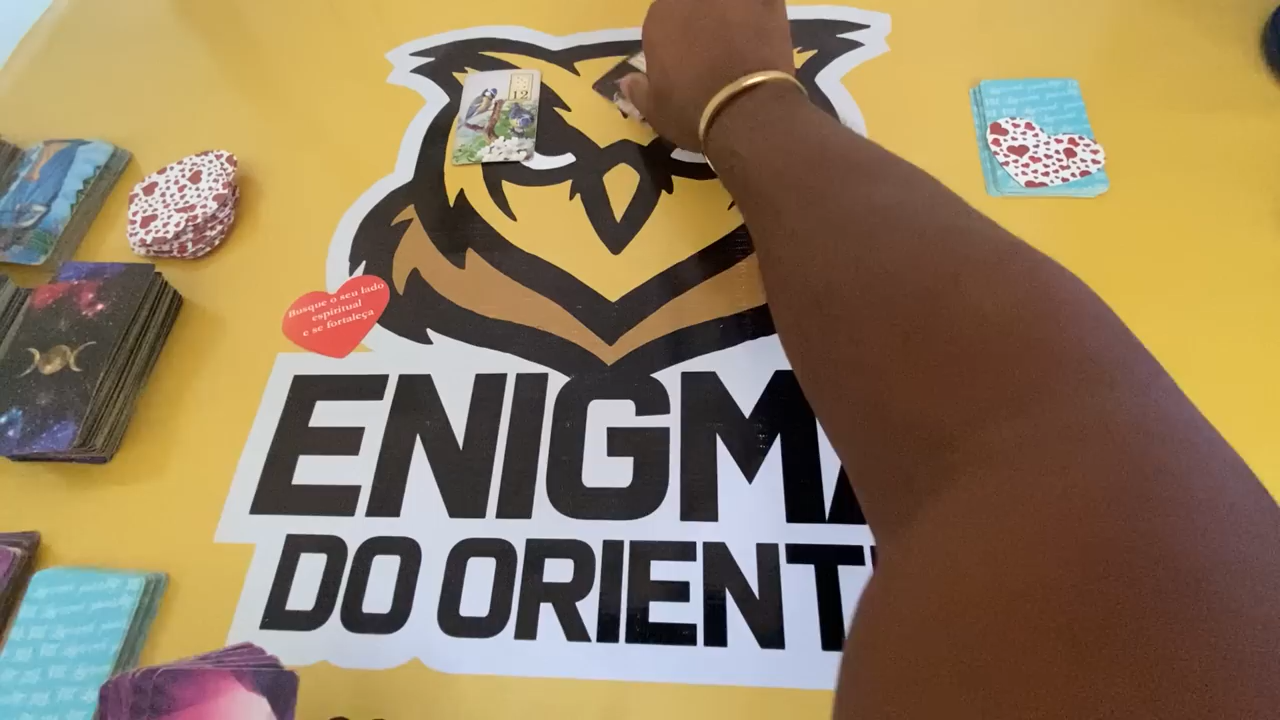 12
Busque o seu lado
espiritual
e se fortaleça
ENIGMA
DO ORIENT